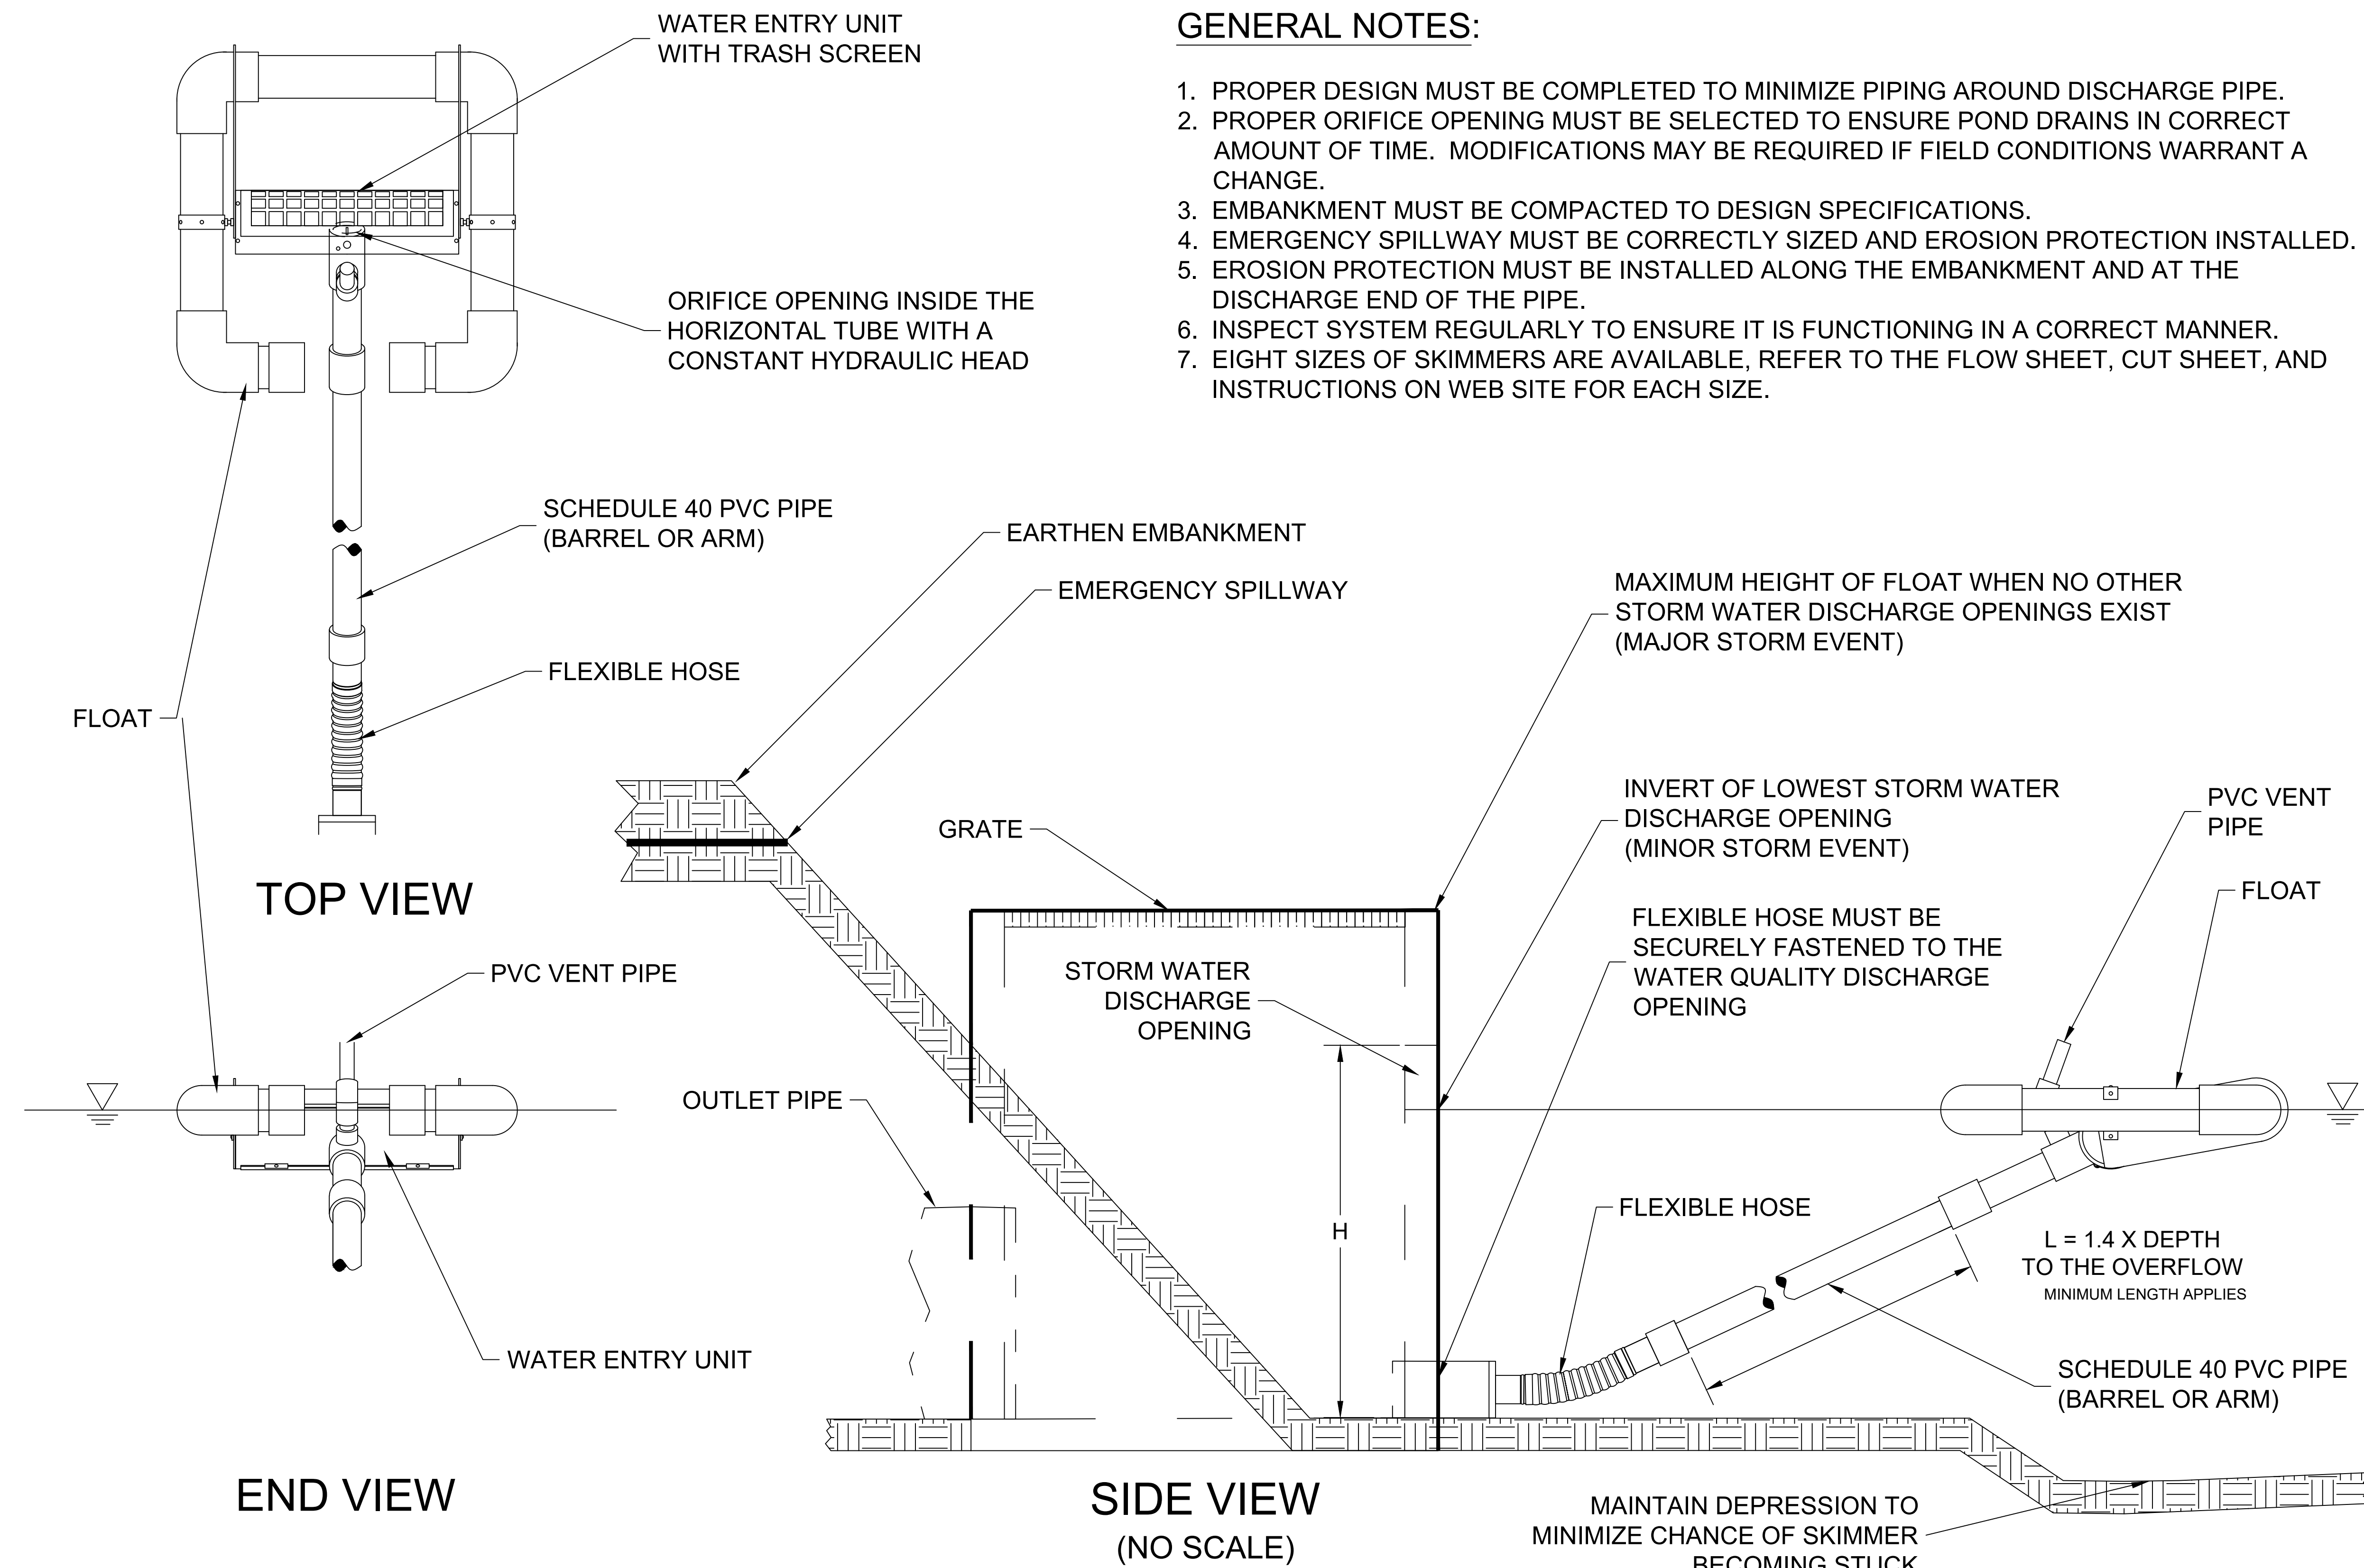 WATER ENTRY UNIT
WITH TRASH SCREEN
ORIFICE OPENING INSIDE THE
HORIZONTAL TUBE WITH A
CONSTANT HYDRAULIC HEAD
SCHEDULE 40 PVC PIPE
(BARREL OR ARM)
FLEXIBLE HOSE
FLOAT
TOP VIEW
GENERAL NOTES:
1. PROPER DESIGN MUST BE COMPLETED TO MINIMIZE PIPING AROUND DISCHARGE PIPE.
2. PROPER ORIFICE OPENING MUST BE SELECTED TO ENSURE POND DRAINS IN CORRECT
AMOUNT OF TIME. MODIFICATIONS MAY BE REQUIRED IF FIELD CONDITIONS WARRANT A
CHANGE.
3. EMBANKMENT MUST BE COMPACTED TO DESIGN SPECIFICATIONS.
4. EMERGENCY SPILLWAY MUST BE CORRECTLY SIZED AND EROSION PROTECTION INSTALLED.
5. EROSION PROTECTION MUST BE INSTALLED ALONG THE EMBANKMENT AND AT THE
DISCHARGE END OF THE PIPE.
6. INSPECT SYSTEM REGULARLY TO ENSURE IT IS FUNCTIONING IN A CORRECT MANNER.
7. EIGHT SIZES OF SKIMMERS ARE AVAILABLE, REFER TO THE FLOW SHEET, CUT SHEET, AND
INSTRUCTIONS ON WEB SITE FOR EACH SIZE.
PVC VENT PIPE
WATER ENTRY UNIT
END VIEW
EARTHEN EMBANKMENT
EMERGENCY SPILLWAY
MAXIMUM HEIGHT OF FLOAT WHEN NO OTHER
STORM WATER DISCHARGE OPENINGS EXIST
(MAJOR STORM EVENT)
GRATE
INVERT OF LOWEST STORM WATER
DISCHARGE OPENING
(MINOR STORM EVENT)
PVC VENT
PIPE
FLOAT
FLEXIBLE HOSE MUST BE
SECURELY FASTENED TO THE
WATER QUALITY DISCHARGE
OPENING
STORM WATER
DISCHARGE
OPENING
OUTLET PIPE
H
FLEXIBLE HOSE
L = 1.4 X DEPTH
TO THE OVERFLOW
MINIMUM LENGTH APPLIES
SCHEDULE 40 PVC PIPE
(BARREL OR ARM)
SIDE VIEW
(NO SCALE)
MAINTAIN DEPRESSION TO
MINIMIZE CHANCE OF SKIMMER
BECOMING STUCK